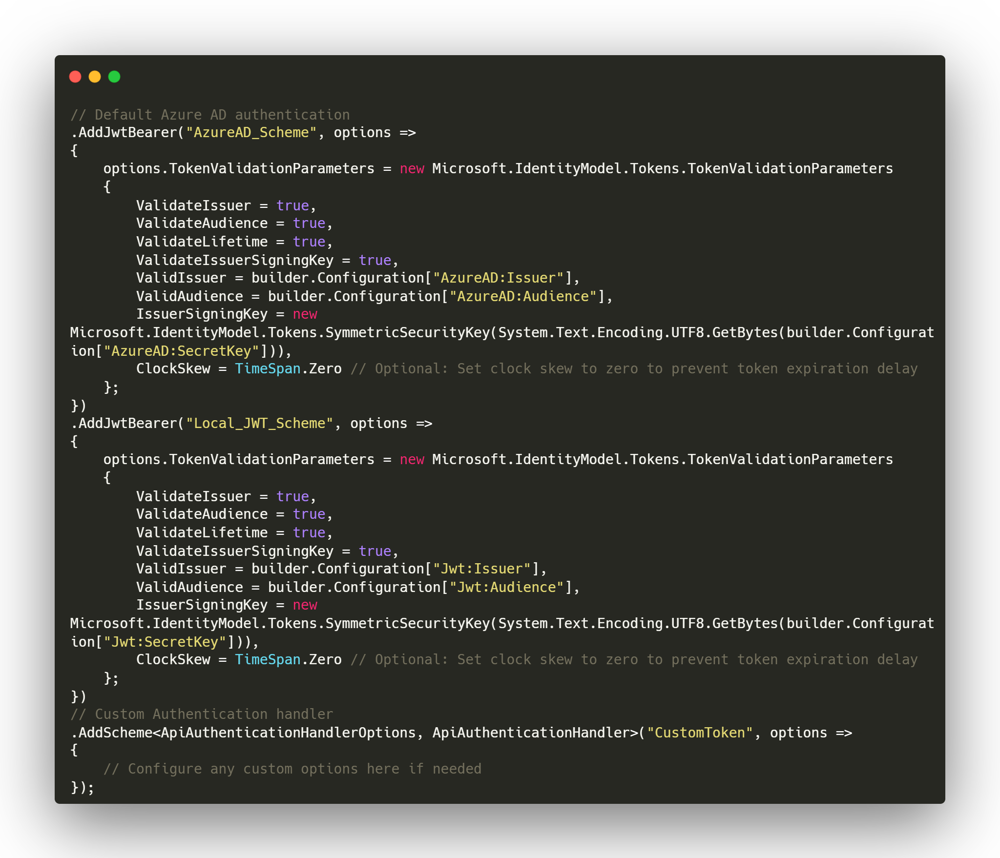 // Default Azure AD authentication
.AddJwtBearer("AzureAD_Scheme", options =>
{
    options.TokenValidationParameters = new Microsoft.IdentityModel.Tokens.TokenValidationParameters
    {
        ValidateIssuer = true,
        ValidateAudience = true,
        ValidateLifetime = true,
        ValidateIssuerSigningKey = true,
        ValidIssuer = builder.Configuration["AzureAD:Issuer"],
        ValidAudience = builder.Configuration["AzureAD:Audience"],
        IssuerSigningKey = new
Microsoft.IdentityModel.Tokens.SymmetricSecurityKey(System.Text.Encoding.UTF8.GetBytes(builder.Configurat
ion["AzureAD:SecretKey"])),
        ClockSkew = TimeSpan.Zero // Optional: Set clock skew to zero to prevent token expiration delay
    };
})
.AddJwtBearer("Local_JWT_Scheme", options =>
{
    options.TokenValidationParameters = new Microsoft.IdentityModel.Tokens.TokenValidationParameters
    {
        ValidateIssuer = true,
        ValidateAudience = true,
        ValidateLifetime = true,
        ValidateIssuerSigningKey = true,
        ValidIssuer = builder.Configuration["Jwt:Issuer"],
        ValidAudience = builder.Configuration["Jwt:Audience"],
        IssuerSigningKey = new
Microsoft.IdentityModel.Tokens.SymmetricSecurityKey(System.Text.Encoding.UTF8.GetBytes(builder.Configurat
ion["Jwt:SecretKey"])),
        ClockSkew = TimeSpan.Zero // Optional: Set clock skew to zero to prevent token expiration delay
    };
})
// Custom Authentication handler
.AddScheme<ApiAuthenticationHandlerOptions, ApiAuthenticationHandler>("CustomToken", options =>
{
    // Configure any custom options here if needed
});